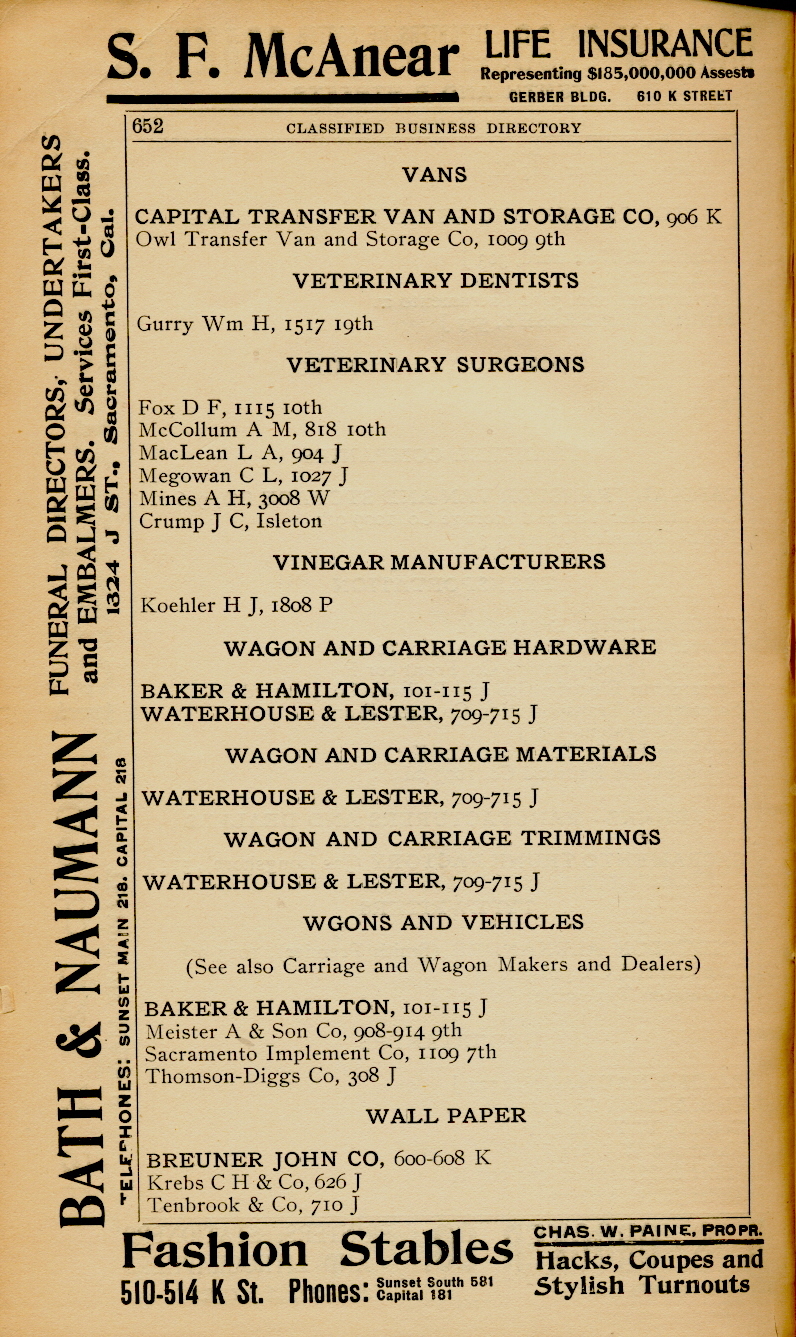 S. F. McAnear
LIFE INSURANCE
Representing $185,000,000 Assests
GERBER BLDG. 610 K STREET
652 CLASSIFIED BUSINESS DIRECTORY
VANS
CAPITAL TRANSFER VAN AND STORAGE CO, 906 K
Owl Transfer Van and Storage Co, 1009 9th
VETERINARY DENTISTS
Gurry Wm H, 1517 19th
VETERINARY SURGEONS
Fox D F, 1115 10th
McCollum A M, 818 10th
MacLean L A, 904 J
Megowan C L, 1027 J
Mines A H, 3008 W
Crump J C, Isleton
VINEGAR MANUFACTURERS
Koehler H J, 1808 P
WAGON AND CARRIAGE HARDWARE
BAKER & HAMILTON, 101-115 J
WATERHOUSE & LESTER, 709-715 J
WAGON AND CARRIAGE MATERIALS
WATERHOUSE & LESTER, 709-715 J
WAGON AND CARRIAGE TRIMMINGS
WATERHOUSE & LESTER, 709-715 J
WGONS AND VEHICLES
(See also Carriage and Wagon Makers and Dealers)
BAKER & HAMILTON, 101-115 J
Meister A & Son Co, 908-914 9th
Sacramento Implement Co, 1109 7th
Thomson-Diggs Co, 308 J
WALL PAPER
BREUNER JOHN CO, 600-608 K
Krebs C H & Co, 626 J
Tenbrook & Co, 710 J
BATH & NAUMANN
FUNERAL DIRECTORS, UNDERTAKERS
and EMBALMERS. Services First-Class.
1324 J ST., Sacramento, Cal.
TELEPHONES: SUNSET MAIN 218. CAPITAL 218
Fashion Stables
510-514 K St. Phones: Sunset South 581
Capital 181
CHAS. W. PAINE, PROPR.
Hacks, Coupes and
Stylish Turnouts